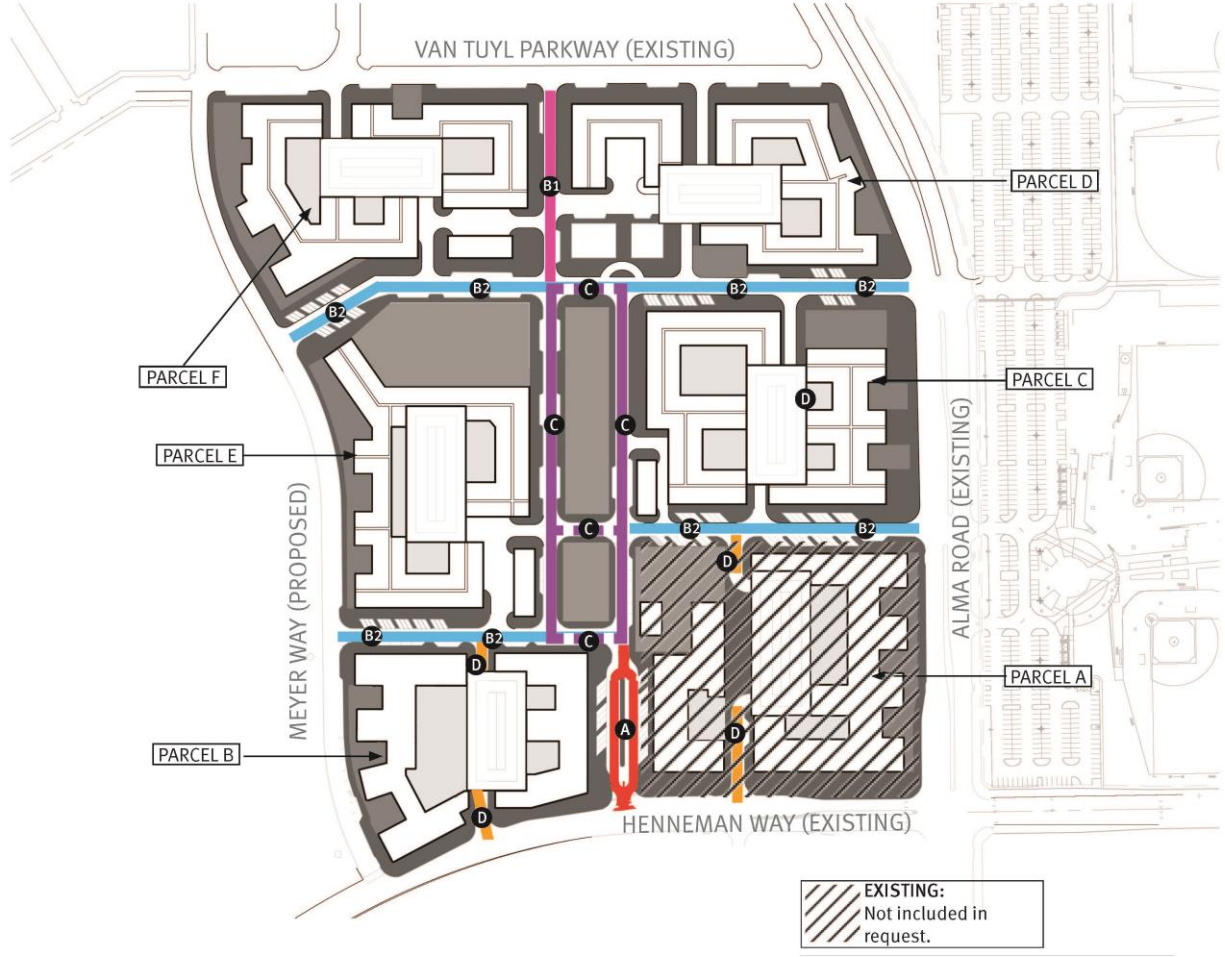 VAN TUYL PARKWAY (EXISTING)
B1
PARCEL D
B2
C
B2
B2
B2
PARCEL F
PARCEL C
D
C
C
PARCEL E
MEYER WAY (PROPOSED)
ALMA ROAD (EXISTING)
C
B2
B2
D
B2
B2
C
D
PARCEL A
A
D
PARCEL B
D
HENNEMAN WAY (EXISTING)
EXISTING:
Not included in
request.